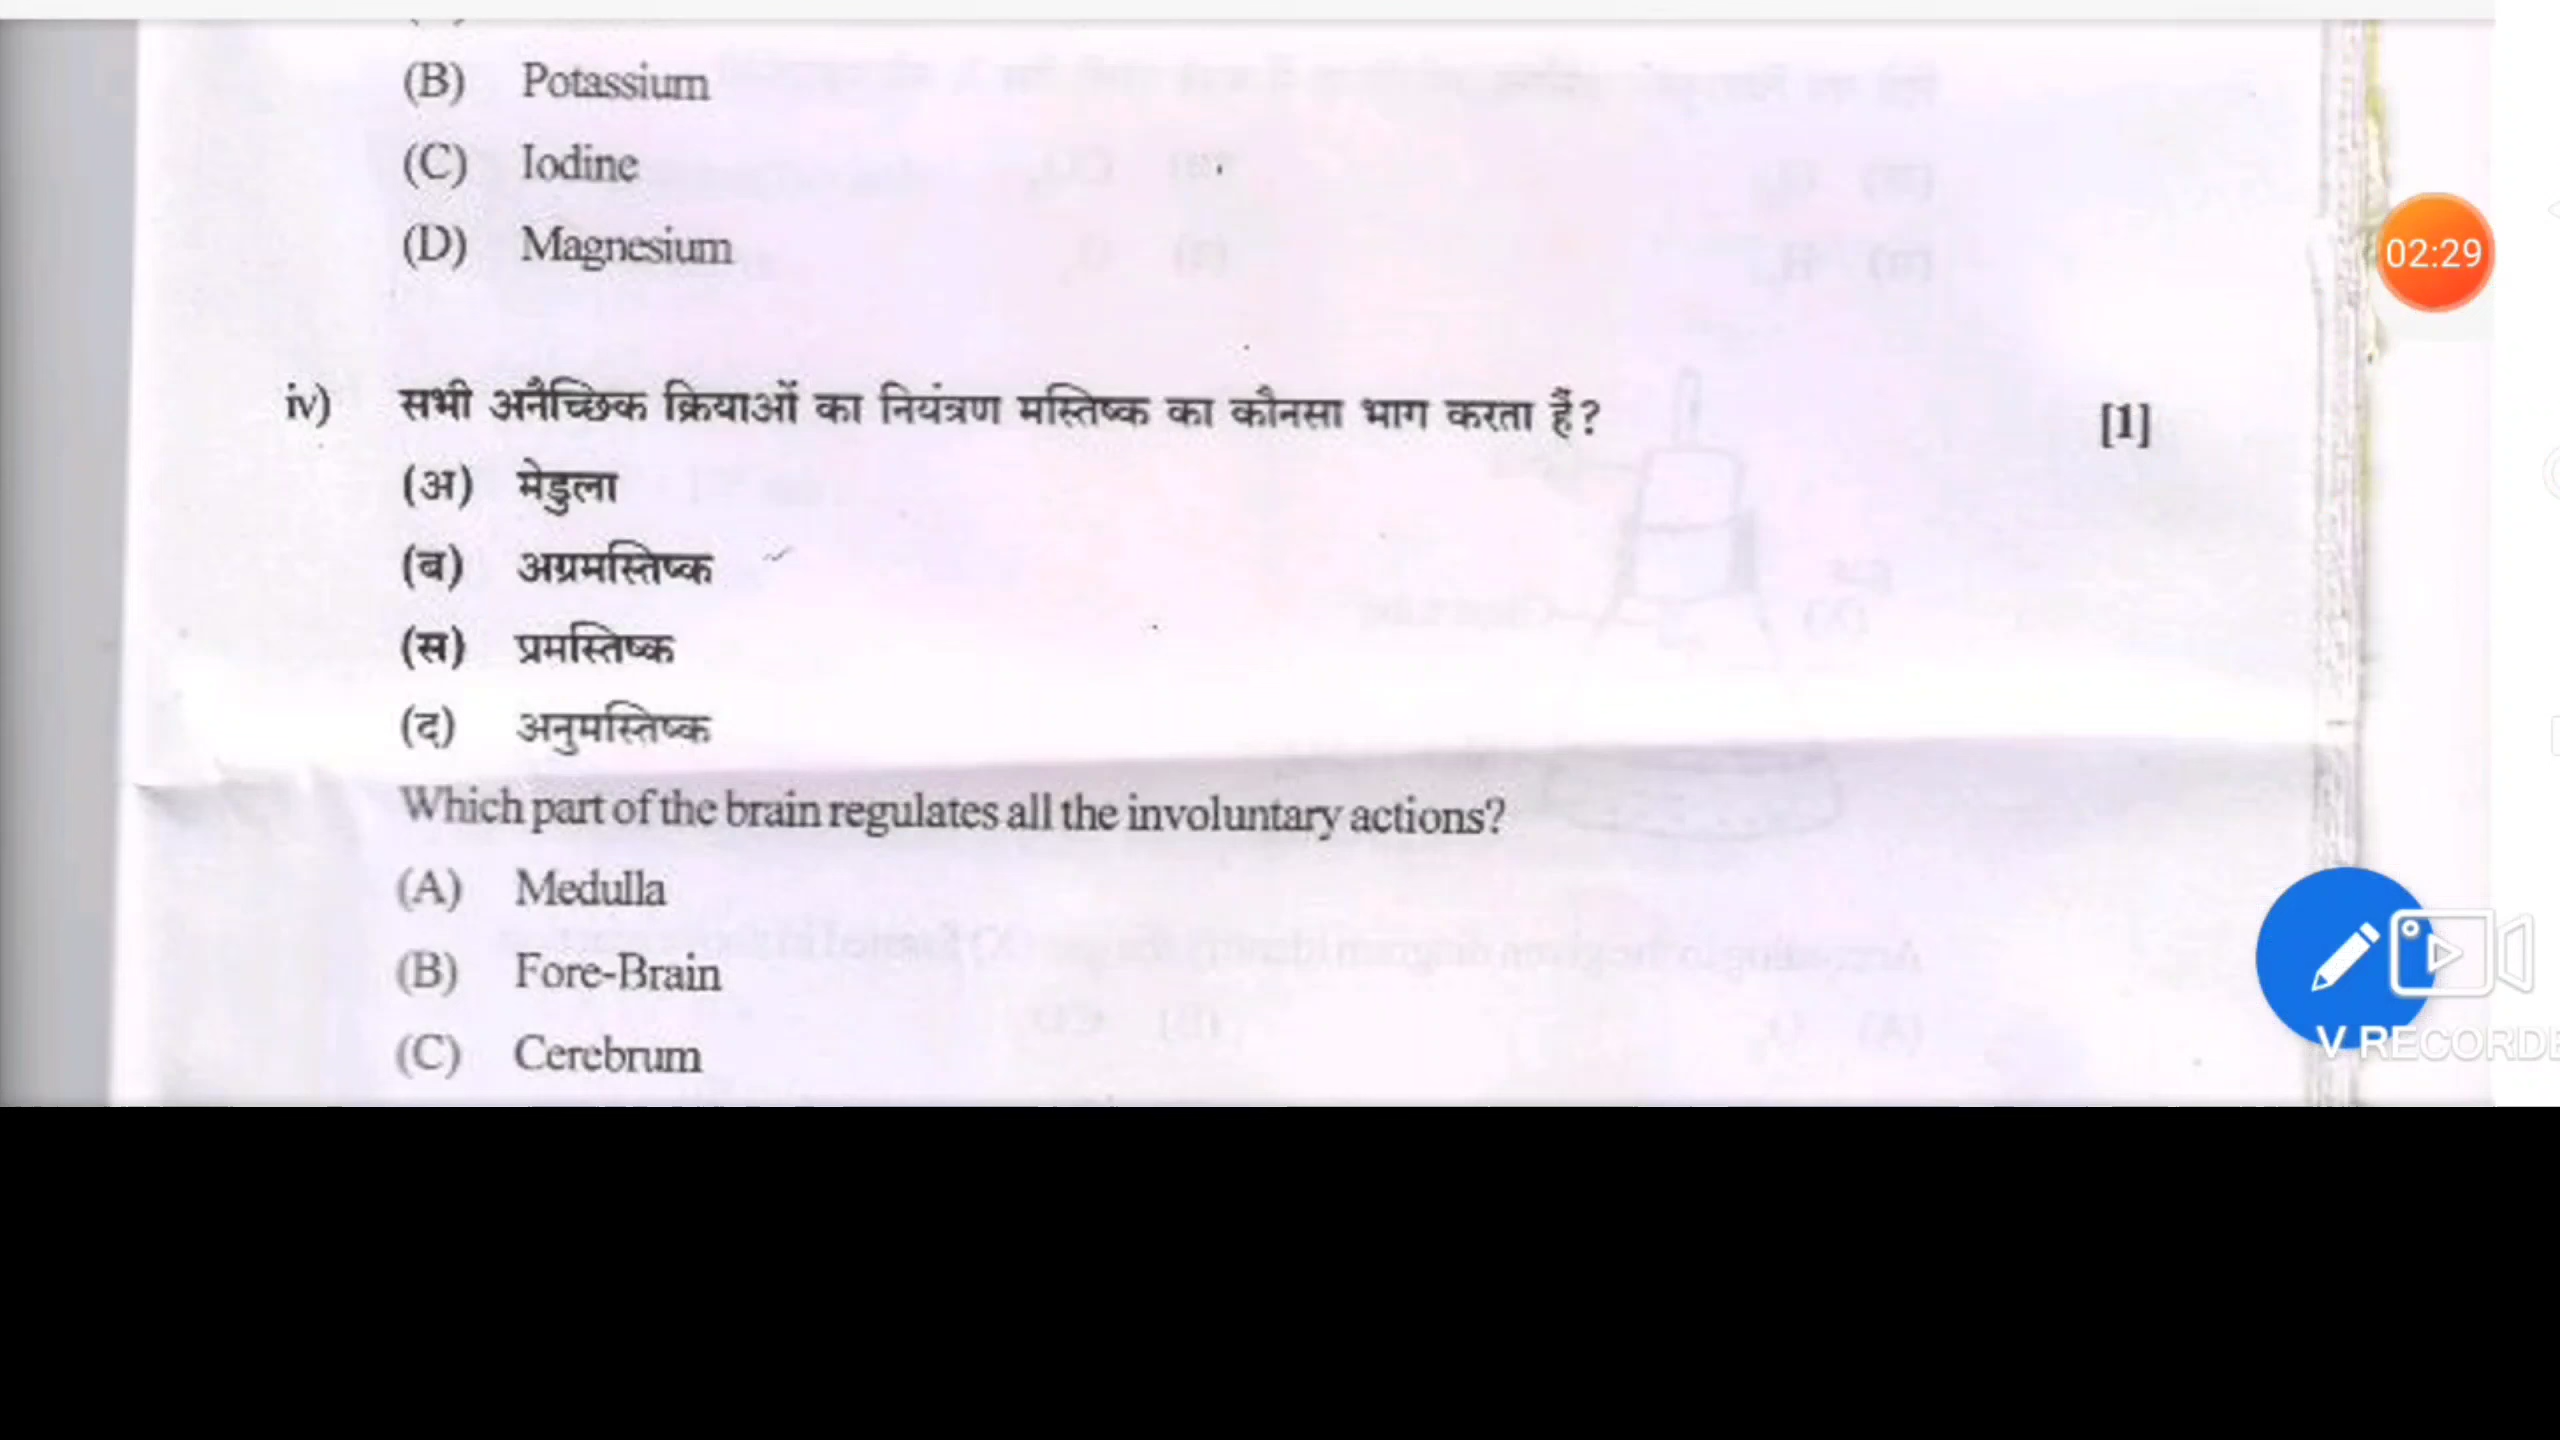 (B) Potassium
(C) Iodine
(D) Magnesium
iv) सभी अनैच्छिक क्रियाओं का नियंत्रण मस्तिष्क का कौनसा भाग करता हैं? [1]
(अ) मेडुला
(ब) अग्रमस्तिष्क
(स) प्रमस्तिष्क
(द) अनुमस्तिष्क
Which part of the brain regulates all the involuntary actions?
(A) Medulla
(B) Fore-Brain
(C) Cerebrum
02:29
V RECORDE